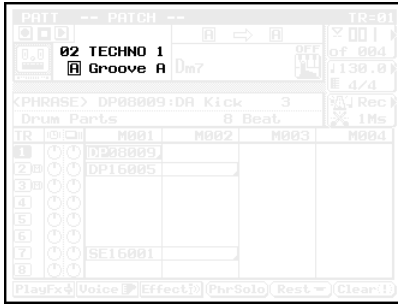 PATT -- PATCH -- TR=01
A ⇨ A
of 004
02 TECHNO 1 OFF
A Groove A Dm7
♩130.0
4/4
<PHRASE> DP08009:DA Kick 3 Rec
Drum Parts 8 Beat 1Ms
TR M001 M002 M003 M004
1 DP08009
2 DP16005
3
4
5
6
7 SE16001
PlayFx Voice Effect PhrSolo Rest Clear